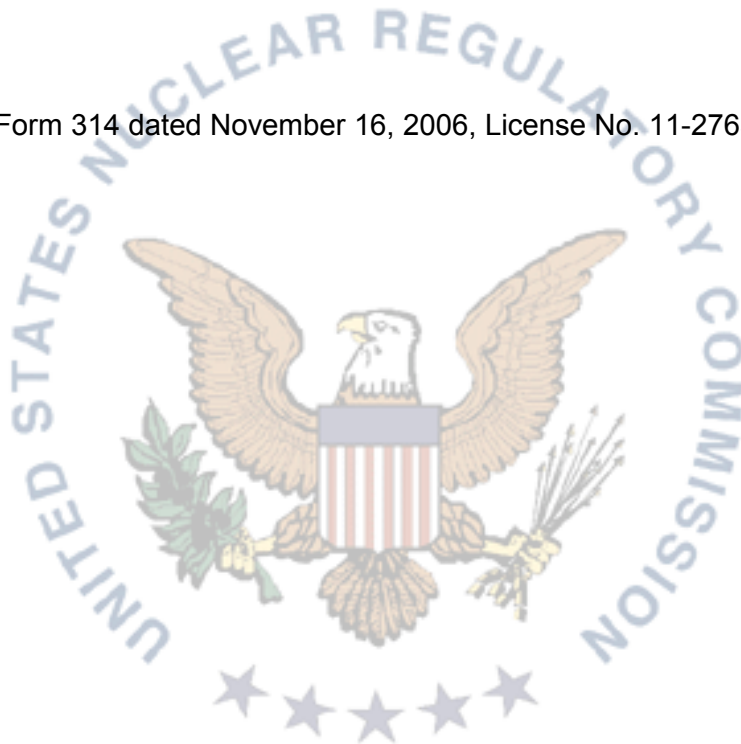 UNITED STATES NUCLEAR REGULATORY COMMISSION
Form 314 dated November 16, 2006, License No. 11-276